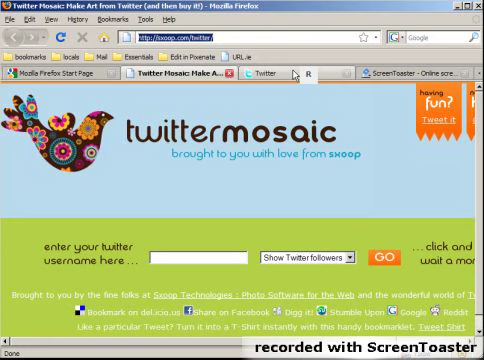 Twitter Mosaic: Make Art from Twitter (and then buy it!) - Mozilla Firefox
File Edit View History Bookmarks Tools Help
http://sxoop.com/twitter/
Google
bookmarks locals Mail Essentials Edit in Pixenate URL.ie
Mozilla Firefox Start Page
Twitter Mosaic: Make A...
Twitter
R
ScreenToaster - Online scre...
having
fun?
Tweet it
twittermosaic
brought to you with love from sxoop
enter your twitter
username here ...
Show Twitter followers
GO
... click and
wait a mor
Brought to you by the fine folks at Sxoop Technologies : Photo Software for the Web and the wonderful world of
Bookmark on del.icio.us Share on Facebook Digg it! Stumble Upon Google Reddit
Like a particular Tweet? Turn it into a T-Shirt instantly with this handy bookmarklet. Tweet Shirt
Done
recorded with ScreenToaster